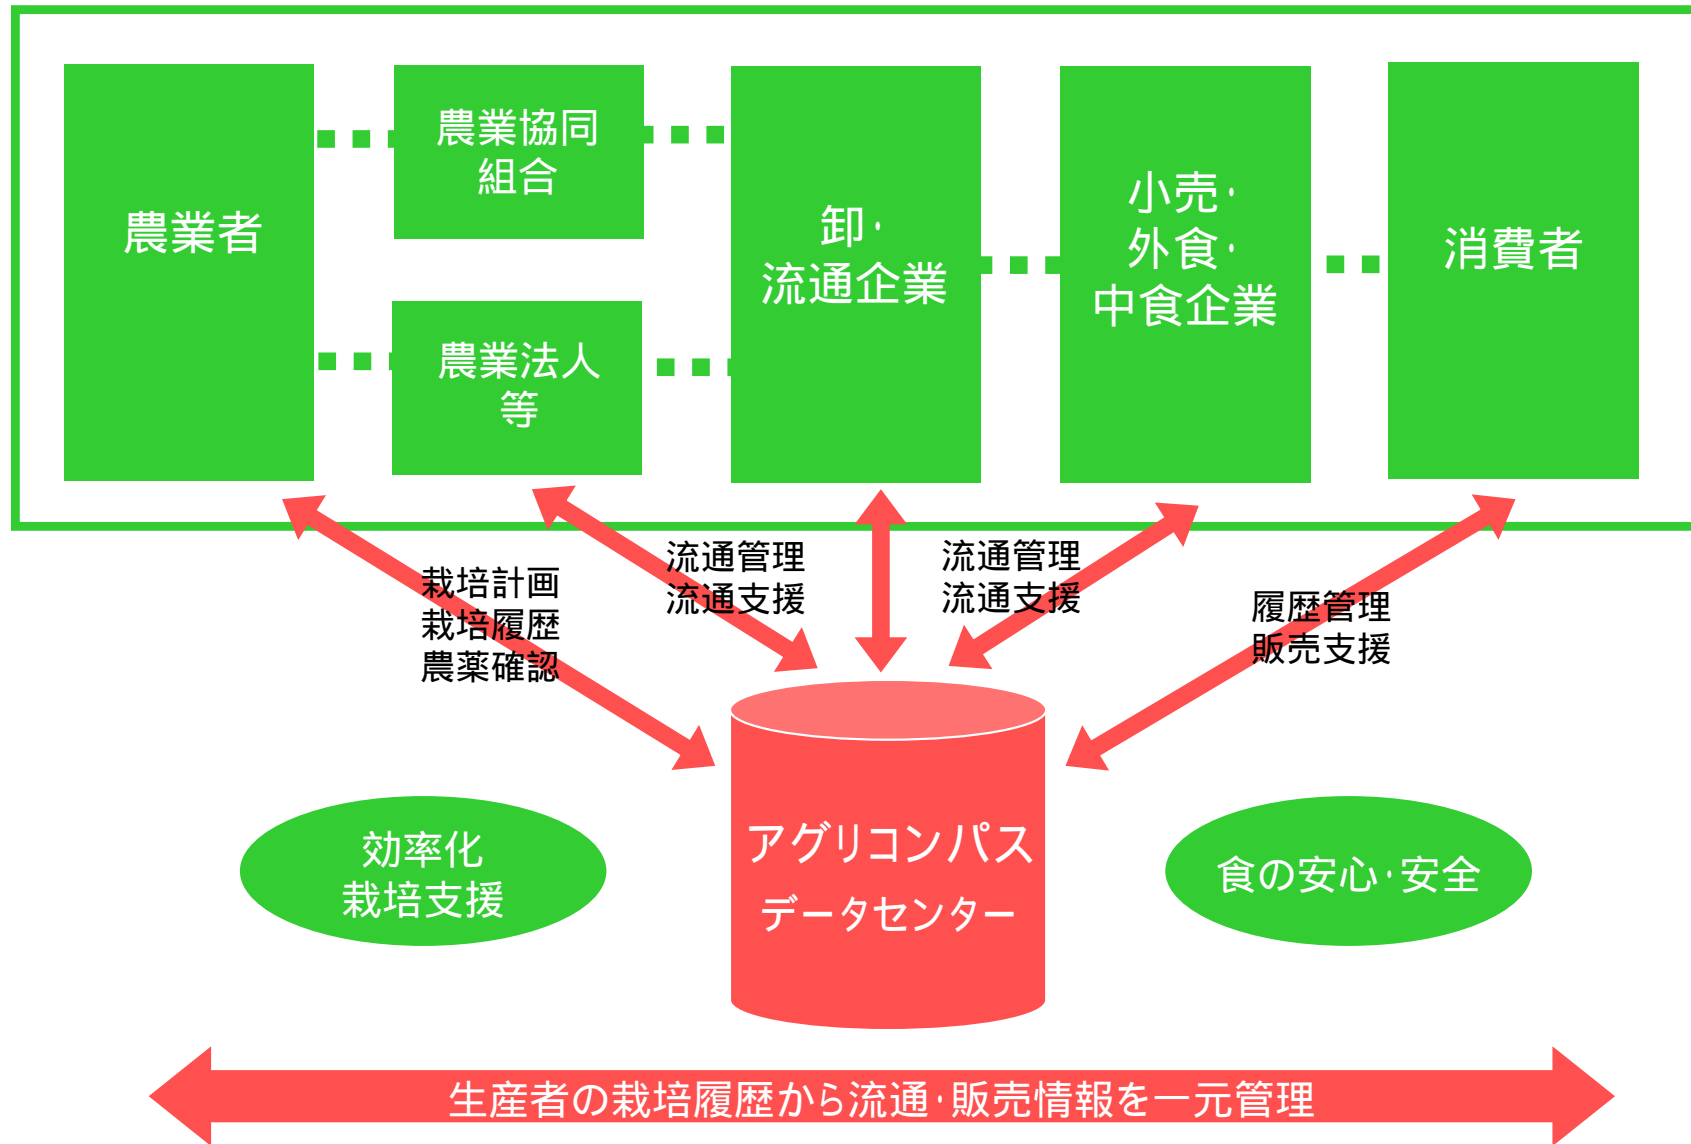 農業者
農業協同
組合
農業法人
等
卸・
流通企業
小売・
外食・
中食企業
消費者
栽培計画
栽培履歴
農薬確認
流通管理
流通支援
流通管理
流通支援
履歴管理
販売支援
効率化
栽培支援
アグリコンパス
データセンター
食の安心・安全
生産者の栽培履歴から流通・販売情報を一元管理